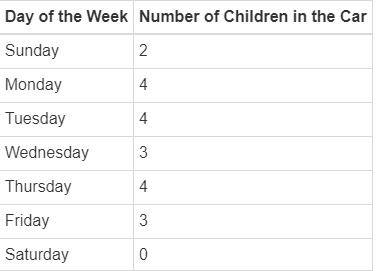 Day of the Week Number of Children in the Car
Sunday 2
Monday 4
Tuesday 4
Wednesday 3
Thursday 4
Friday 3
Saturday 0